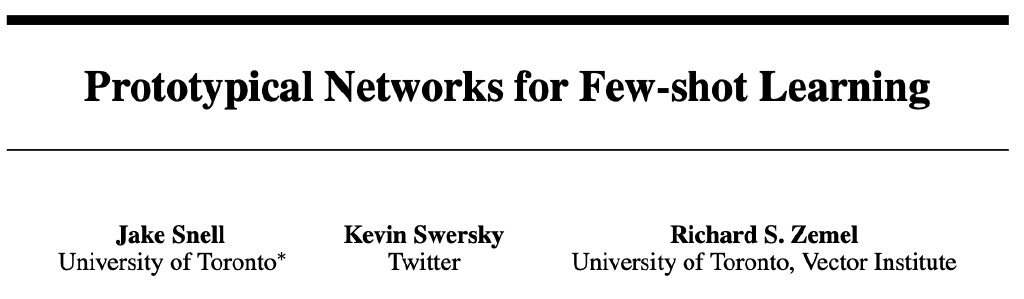 Prototypical Networks for Few-shot Learning
Jake Snell Kevin Swersky Richard S. Zemel
University of Toronto* Twitter University of Toronto, Vector Institute